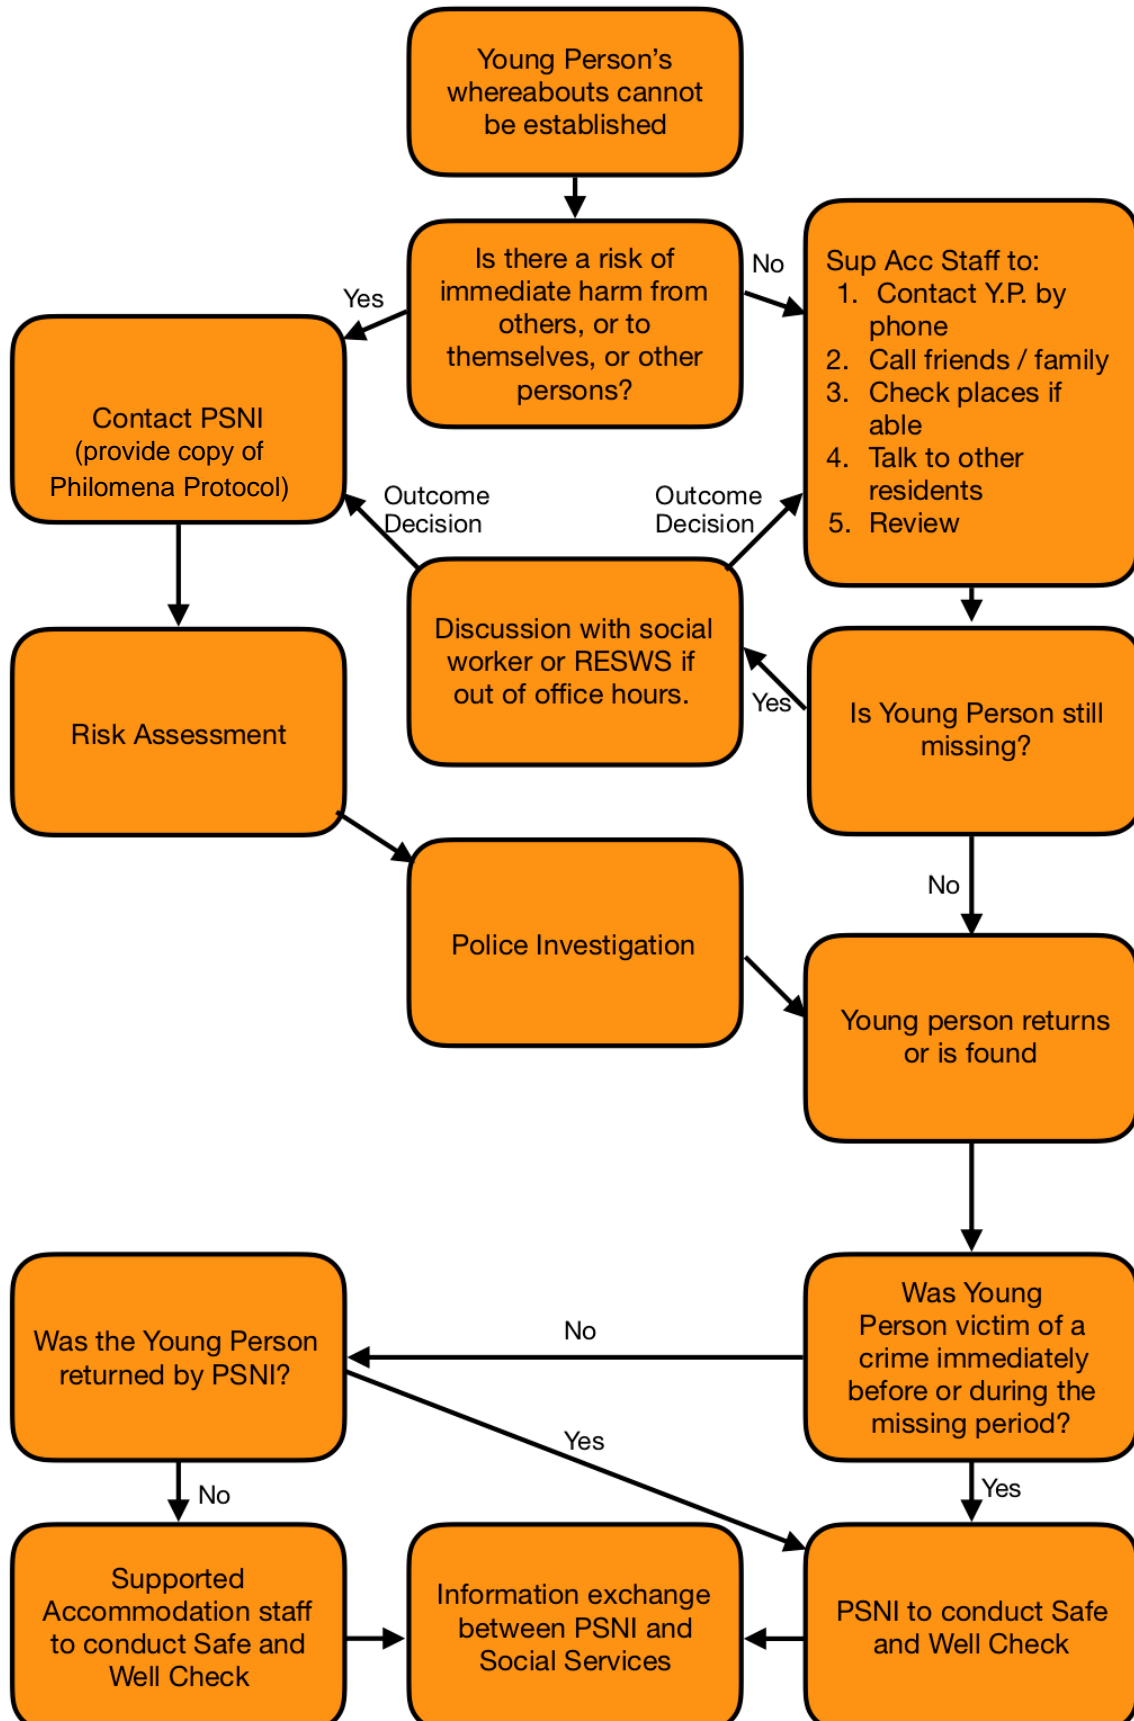 Young Person’s
whereabouts cannot
be established
Is there a risk of
immediate harm from
others, or to
themselves, or other
persons?
No
Yes
Sup Acc Staff to:
1. Contact Y.P. by
phone
2. Call friends / family
3. Check places if
able
4. Talk to other
residents
5. Review
Contact PSNI
(provide copy of
Philomena Protocol)
Outcome
Decision
Outcome
Decision
Discussion with social
worker or RESWS if
out of office hours.
Yes
Is Young Person still
missing?
Risk Assessment
No
Police Investigation
Young person returns
or is found
Was Young
Person victim of a
crime immediately
before or during the
missing period?
No
Was the Young Person
returned by PSNI?
Yes
Yes
No
Supported
Accommodation staff
to conduct Safe and
Well Check
Information exchange
between PSNI and
Social Services
PSNI to conduct Safe
and Well Check